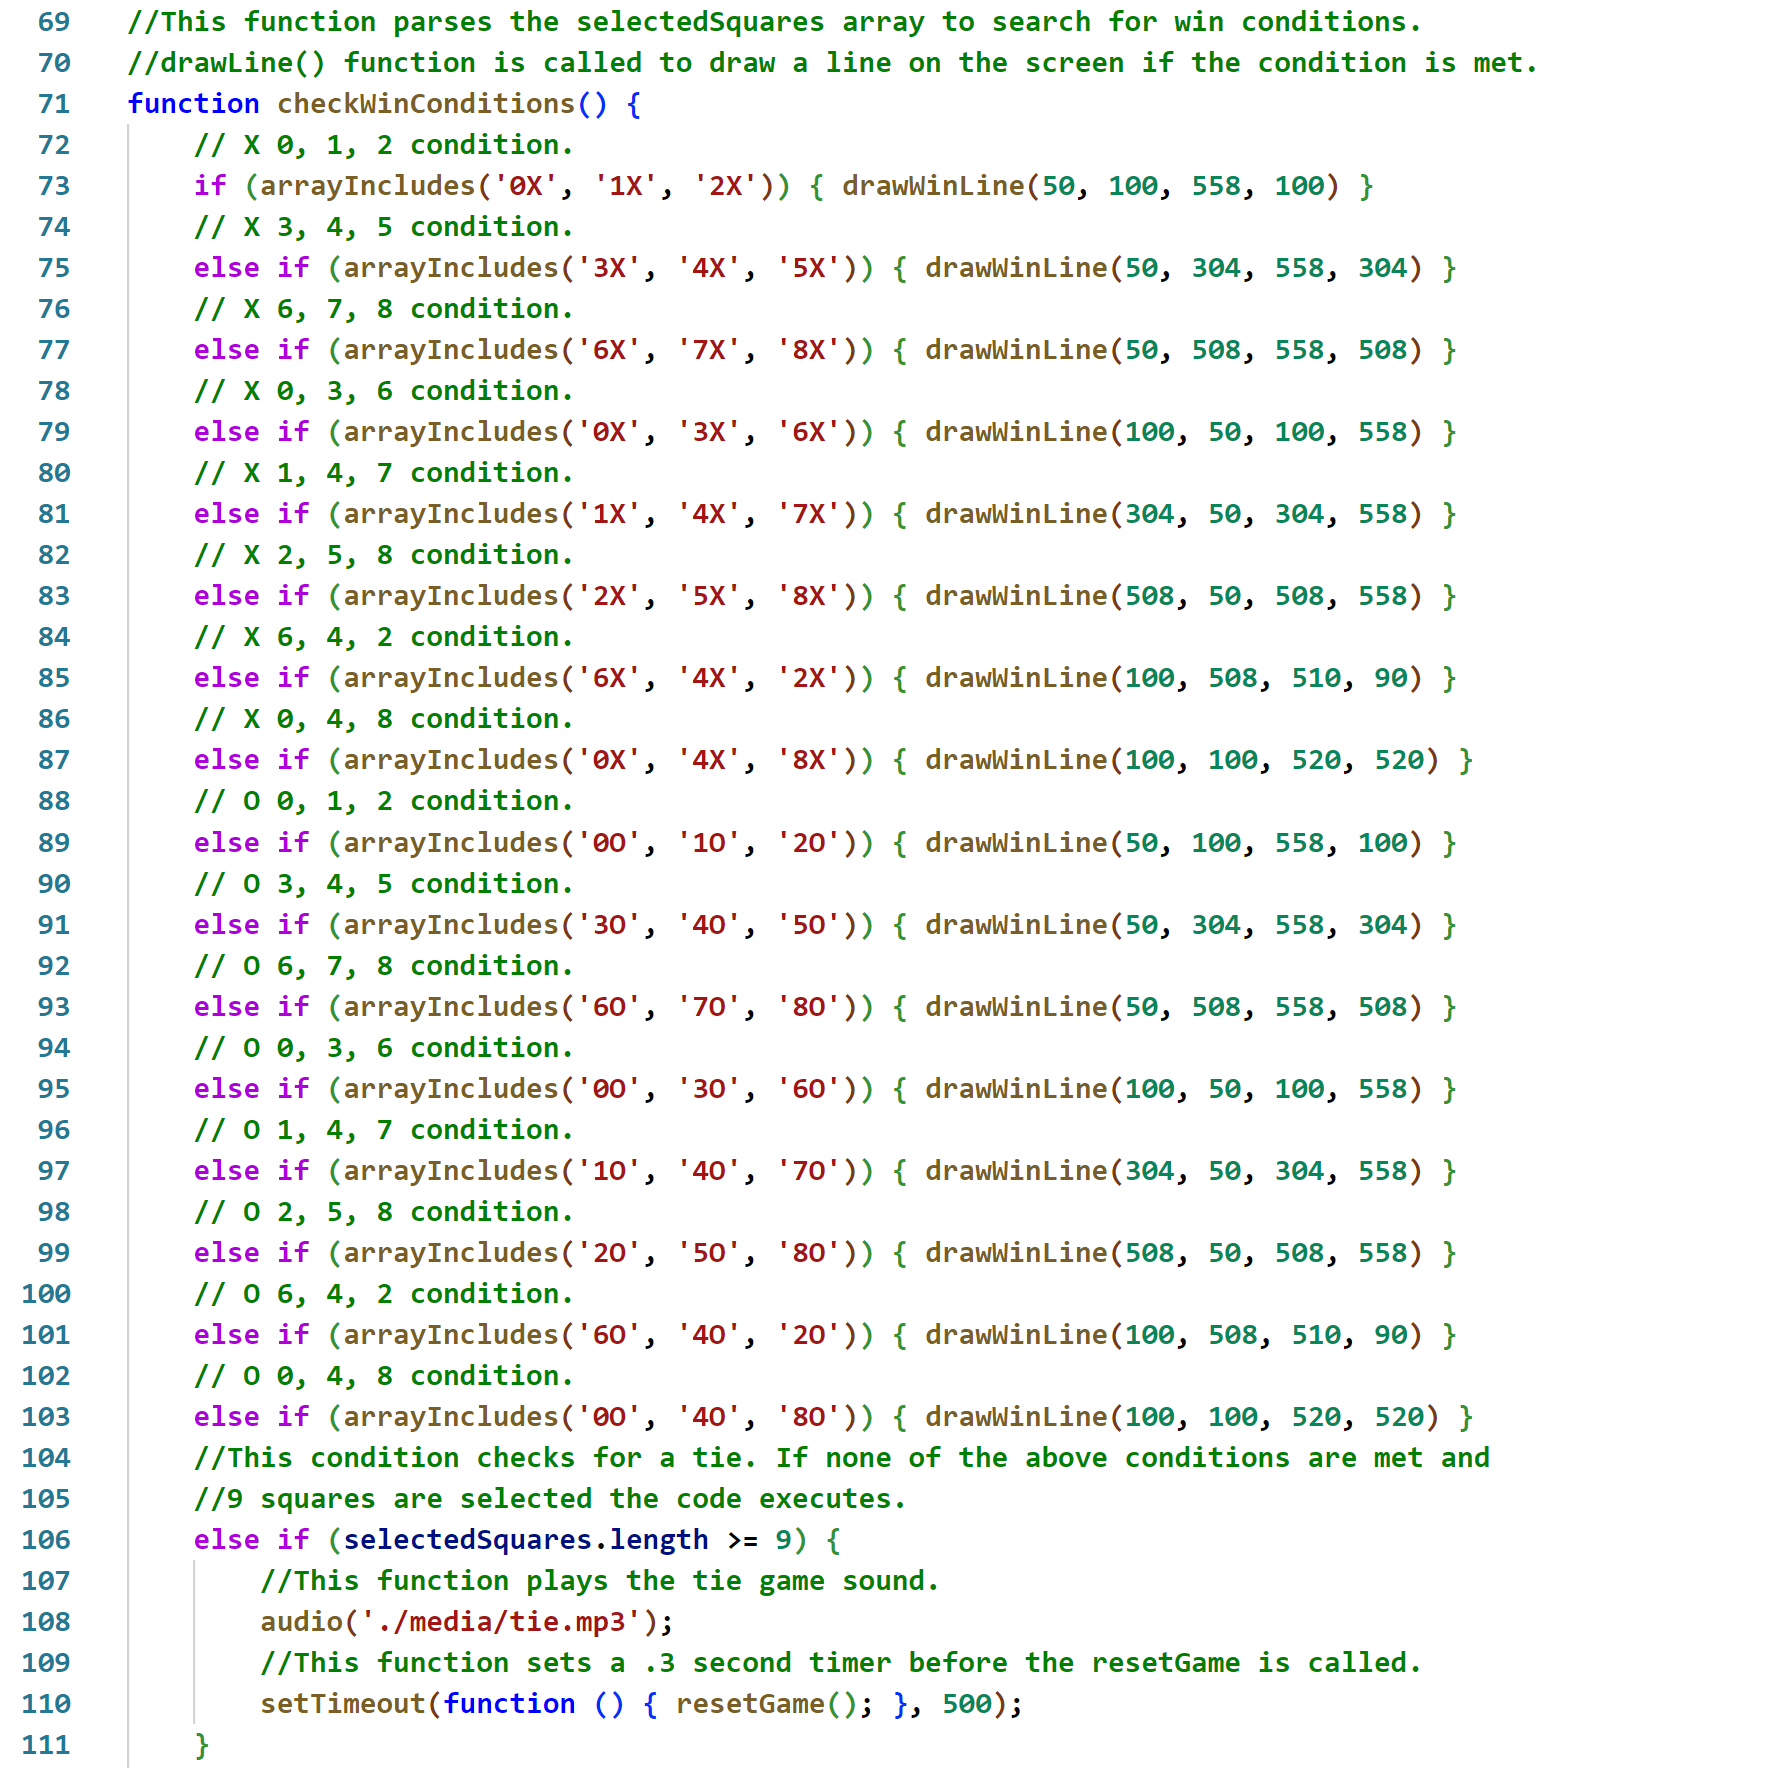 69 //This function parses the selectedSquares array to search for win conditions.
70 //drawLine() function is called to draw a line on the screen if the condition is met.
71 function checkWinConditions() {
72 // X 0, 1, 2 condition.
73 if (arrayIncludes('0X', '1X', '2X')) { drawWinLine(50, 100, 558, 100) }
74 // X 3, 4, 5 condition.
75 else if (arrayIncludes('3X', '4X', '5X')) { drawWinLine(50, 304, 558, 304) }
76 // X 6, 7, 8 condition.
77 else if (arrayIncludes('6X', '7X', '8X')) { drawWinLine(50, 508, 558, 508) }
78 // X 0, 3, 6 condition.
79 else if (arrayIncludes('0X', '3X', '6X')) { drawWinLine(100, 50, 100, 558) }
80 // X 1, 4, 7 condition.
81 else if (arrayIncludes('1X', '4X', '7X')) { drawWinLine(304, 50, 304, 558) }
82 // X 2, 5, 8 condition.
83 else if (arrayIncludes('2X', '5X', '8X')) { drawWinLine(508, 50, 508, 558) }
84 // X 6, 4, 2 condition.
85 else if (arrayIncludes('6X', '4X', '2X')) { drawWinLine(100, 508, 510, 90) }
86 // X 0, 4, 8 condition.
87 else if (arrayIncludes('0X', '4X', '8X')) { drawWinLine(100, 100, 520, 520) }
88 // O 0, 1, 2 condition.
89 else if (arrayIncludes('0O', '1O', '2O')) { drawWinLine(50, 100, 558, 100) }
90 // O 3, 4, 5 condition.
91 else if (arrayIncludes('3O', '4O', '5O')) { drawWinLine(50, 304, 558, 304) }
92 // O 6, 7, 8 condition.
93 else if (arrayIncludes('6O', '7O', '8O')) { drawWinLine(50, 508, 558, 508) }
94 // O 0, 3, 6 condition.
95 else if (arrayIncludes('0O', '3O', '6O')) { drawWinLine(100, 50, 100, 558) }
96 // O 1, 4, 7 condition.
97 else if (arrayIncludes('1O', '4O', '7O')) { drawWinLine(304, 50, 304, 558) }
98 // O 2, 5, 8 condition.
99 else if (arrayIncludes('2O', '5O', '8O')) { drawWinLine(508, 50, 508, 558) }
100 // O 6, 4, 2 condition.
101 else if (arrayIncludes('6O', '4O', '2O')) { drawWinLine(100, 508, 510, 90) }
102 // O 0, 4, 8 condition.
103 else if (arrayIncludes('0O', '4O', '8O')) { drawWinLine(100, 100, 520, 520) }
104 //This condition checks for a tie. If none of the above conditions are met and
105 //9 squares are selected the code executes.
106 else if (selectedSquares.length >= 9) {
107 //This function plays the tie game sound.
108 audio('./media/tie.mp3');
109 //This function sets a .3 second timer before the resetGame is called.
110 setTimeout(function () { resetGame(); }, 500);
111 }